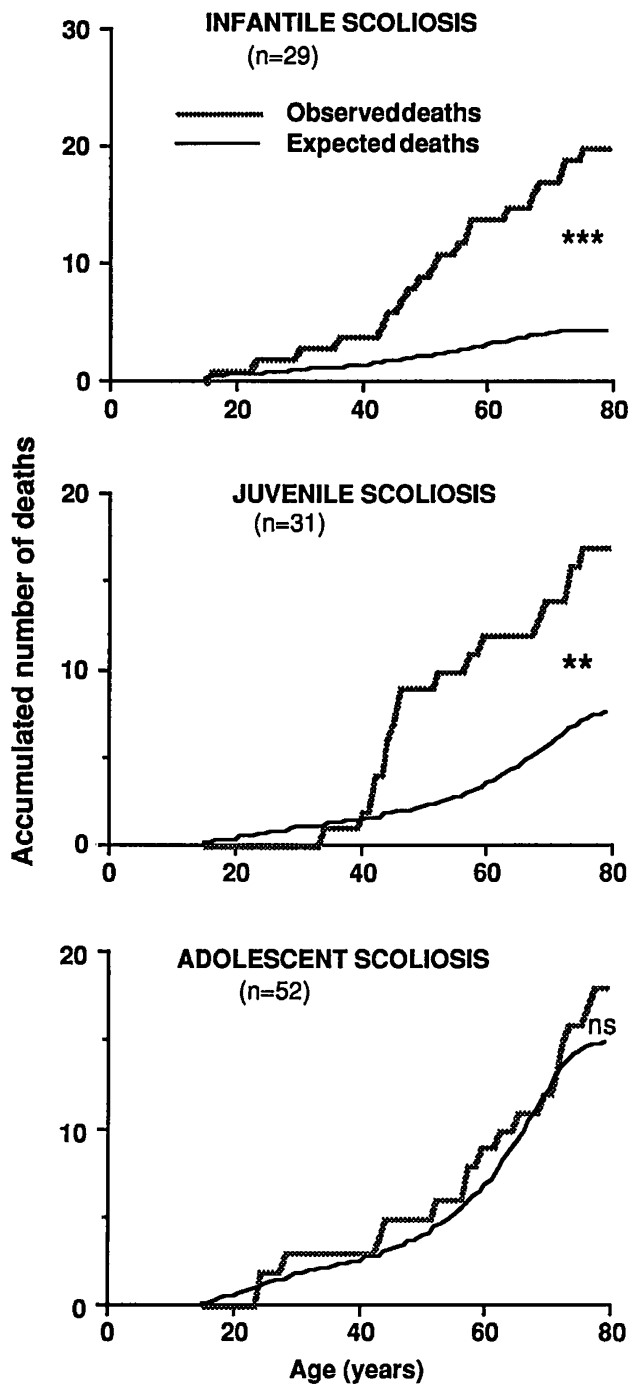 INFANTILE SCOLIOSIS
(n=29)
Observed deaths
Expected deaths
30
20
10
0
***
0 20 40 60 80
JUVENILE SCOLIOSIS
(n=31)
20
10
0
**
0 20 40 60 80
ADOLESCENT SCOLIOSIS
(n=52)
20
10
0
ns
0 20 40 60 80
Accumulated number of deaths
Age (years)